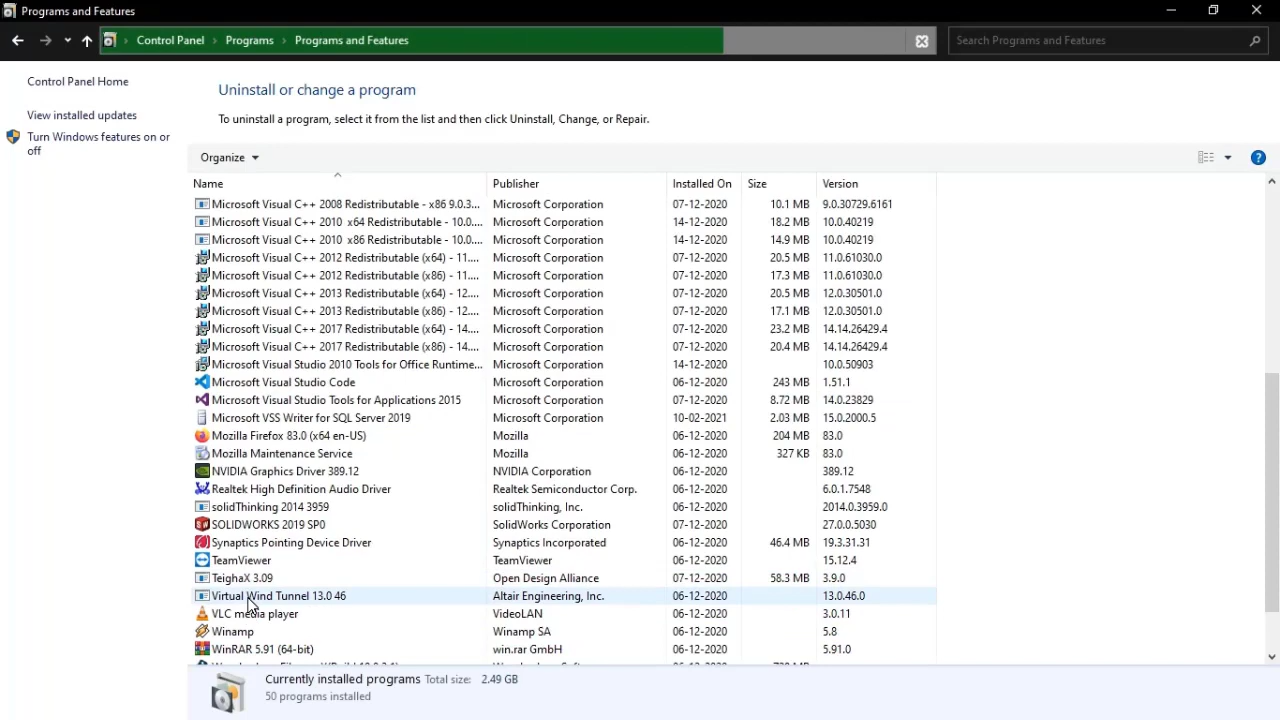 Programs and Features
Control Panel > Programs > Programs and Features
Search Programs and Features
Control Panel Home
View installed updates
Turn Windows features on or
off
Uninstall or change a program
To uninstall a program, select it from the list and then click Uninstall, Change, or Repair.
Organize
Name Publisher Installed On Size Version
Microsoft Visual C++ 2008 Redistributable - x86 9.0.3... Microsoft Corporation 07-12-2020 10.1 MB 9.0.30729.6161
Microsoft Visual C++ 2010 x64 Redistributable - 10.0.... Microsoft Corporation 14-12-2020 18.2 MB 10.0.40219
Microsoft Visual C++ 2010 x86 Redistributable - 10.0.... Microsoft Corporation 14-12-2020 14.9 MB 10.0.40219
Microsoft Visual C++ 2012 Redistributable (x64) - 11.... Microsoft Corporation 07-12-2020 20.5 MB 11.0.61030.0
Microsoft Visual C++ 2012 Redistributable (x86) - 11.... Microsoft Corporation 07-12-2020 17.3 MB 11.0.61030.0
Microsoft Visual C++ 2013 Redistributable (x64) - 12.... Microsoft Corporation 07-12-2020 20.5 MB 12.0.30501.0
Microsoft Visual C++ 2013 Redistributable (x86) - 12.... Microsoft Corporation 07-12-2020 17.1 MB 12.0.30501.0
Microsoft Visual C++ 2017 Redistributable (x64) - 14.... Microsoft Corporation 07-12-2020 23.2 MB 14.14.26429.4
Microsoft Visual C++ 2017 Redistributable (x86) - 14.... Microsoft Corporation 07-12-2020 20.4 MB 14.14.26429.4
Microsoft Visual Studio 2010 Tools for Office Runtime... Microsoft Corporation 14-12-2020 10.0.50903
Microsoft Visual Studio Code Microsoft Corporation 06-12-2020 243 MB 1.51.1
Microsoft Visual Studio Tools for Applications 2015 Microsoft Corporation 07-12-2020 8.72 MB 14.0.23829
Microsoft VSS Writer for SQL Server 2019 Microsoft Corporation 10-02-2021 2.03 MB 15.0.2000.5
Mozilla Firefox 83.0 (x64 en-US) Mozilla 06-12-2020 204 MB 83.0
Mozilla Maintenance Service Mozilla 06-12-2020 327 KB 83.0
NVIDIA Graphics Driver 389.12 NVIDIA Corporation 06-12-2020 389.12
Realtek High Definition Audio Driver Realtek Semiconductor Corp. 06-12-2020 6.0.1.7548
solidThinking 2014 3959 solidThinking, Inc. 06-12-2020 2014.0.3959.0
SOLIDWORKS 2019 SP0 SolidWorks Corporation 07-12-2020 27.0.0.5030
Synaptics Pointing Device Driver Synaptics Incorporated 06-12-2020 46.4 MB 19.3.31.31
TeamViewer TeamViewer 06-12-2020 15.12.4
TeighaX 3.09 Open Design Alliance 07-12-2020 58.3 MB 3.9.0
Virtual Wind Tunnel 13.0 46 Altair Engineering, Inc. 06-12-2020 13.0.46.0
VLC media player VideoLAN 06-12-2020 3.0.11
Winamp Winamp SA 06-12-2020 5.8
WinRAR 5.91 (64-bit) win.rar GmbH 06-12-2020 5.91.0
Currently installed programs Total size: 2.49 GB
50 programs installed